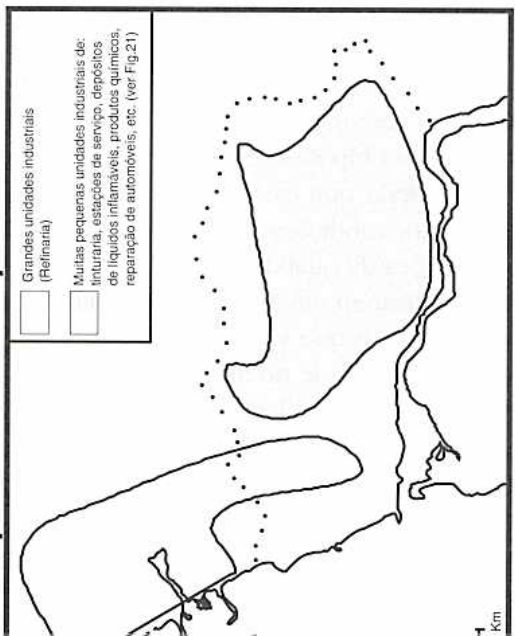 Grandes unidades industriais
(Refinaria)
Muitas pequenas unidades industriais de:
tinturaria, estações de serviço, depósitos
de líquidos inflamáveis, produtos químicos,
reparação de automóveis, etc. (ver Fig.21)
1
Km